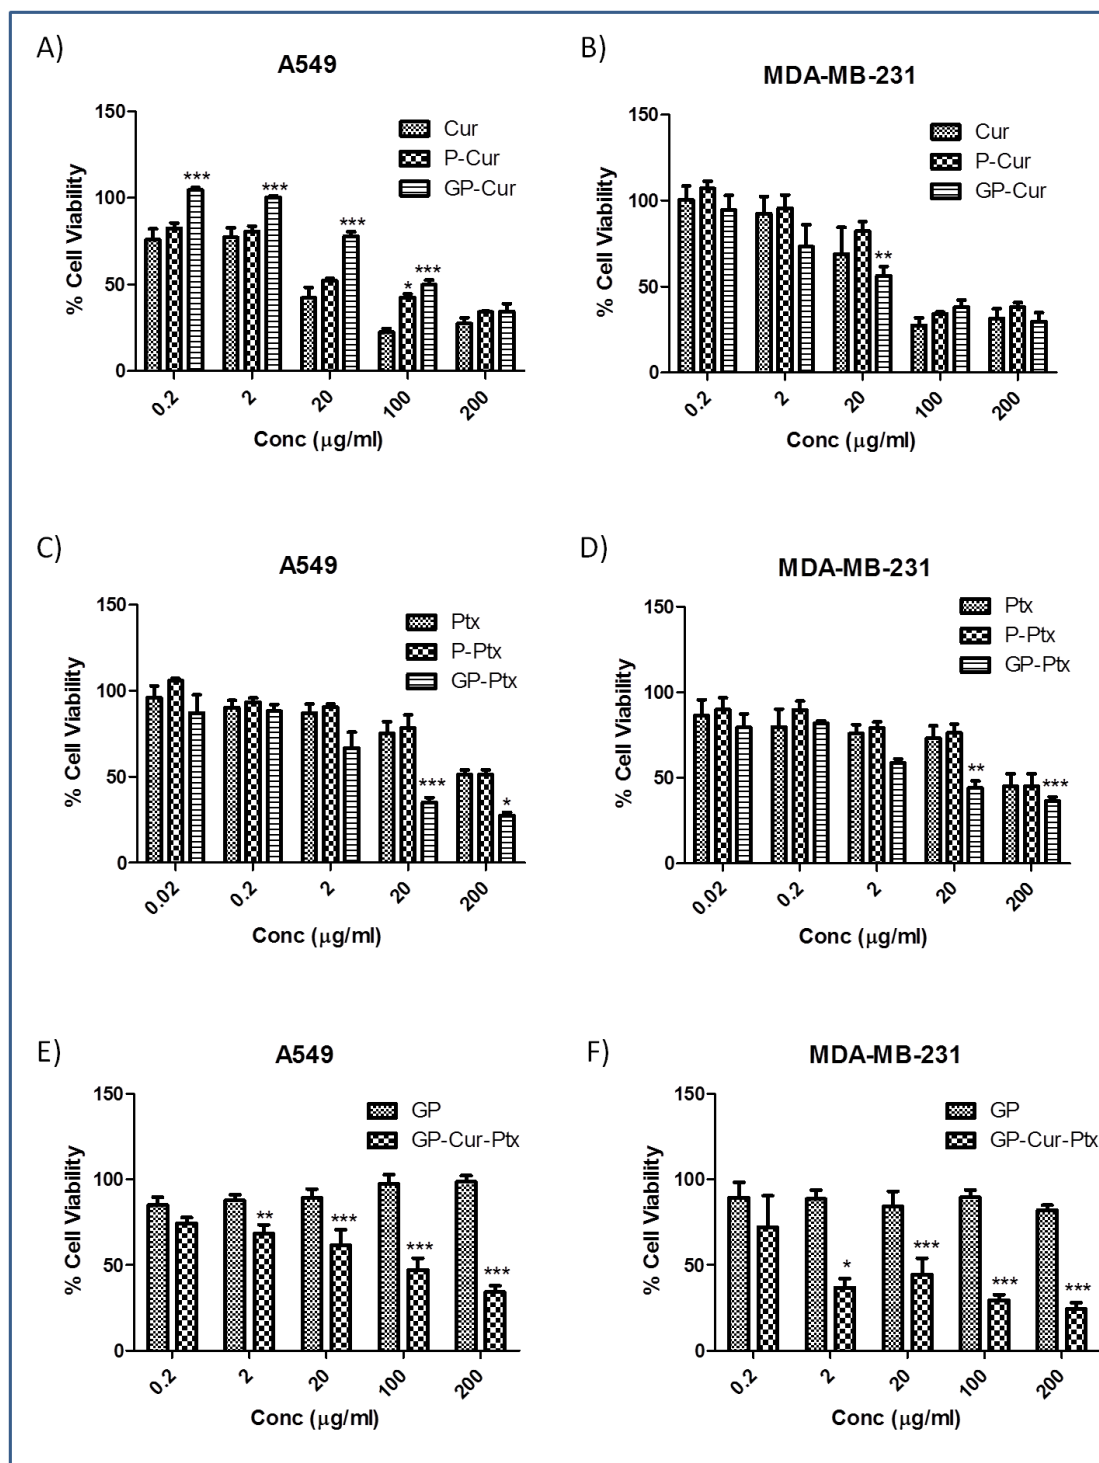 A)
A549
% Cell Viability
150
100
50
0
Cur
P-Cur
GP-Cur
***
***
***
*
***
0.2
2
20
100
200
Conc (µg/ml)
B)
MDA-MB-231
% Cell Viability
150
100
50
0
Cur
P-Cur
GP-Cur
**
0.2
2
20
100
200
Conc (µg/ml)
C)
A549
% Cell Viability
150
100
50
0
Ptx
P-Ptx
GP-Ptx
***
*
0.02
0.2
2
20
200
Conc (µg/ml)
D)
MDA-MB-231
% Cell Viability
150
100
50
0
Ptx
P-Ptx
GP-Ptx
**
***
0.02
0.2
2
20
200
Conc (µg/ml)
E)
A549
% Cell Viability
150
100
50
0
GP
GP-Cur-Ptx
**
***
***
***
0.2
2
20
100
200
Conc (µg/ml)
F)
MDA-MB-231
% Cell Viability
150
100
50
0
GP
GP-Cur-Ptx
*
***
***
***
0.2
2
20
100
200
Conc (µg/ml)